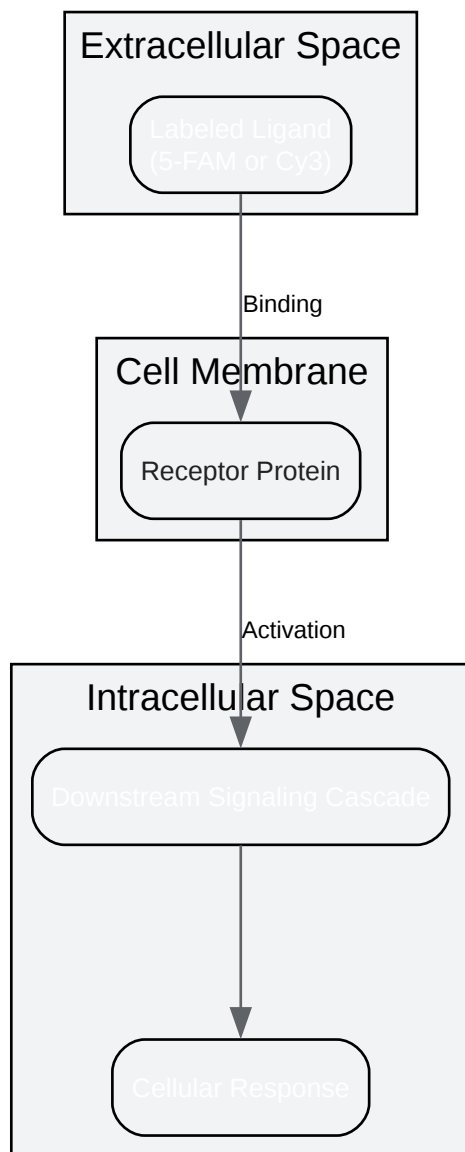 Extracellular Space
Labeled Ligand
(5-FAM or Cy3)
Binding
Cell Membrane
Receptor Protein
Activation
Intracellular Space
Downstream Signaling Cascade
Cellular Response